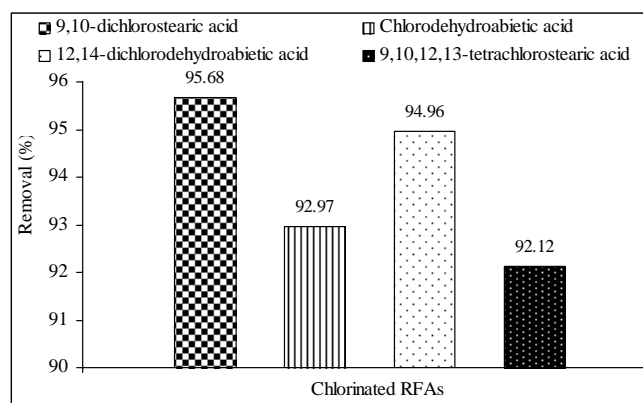 9,10-dichlorostearic acid
Chlorodehydroabietic acid
12,14-dichlorodehydroabietic acid
9,10,12,13-tetrachlorostearic acid
96
95
94
93
92
91
90
Removal (%)
95.68
92.97
94.96
92.12
Chlorinated RFAs